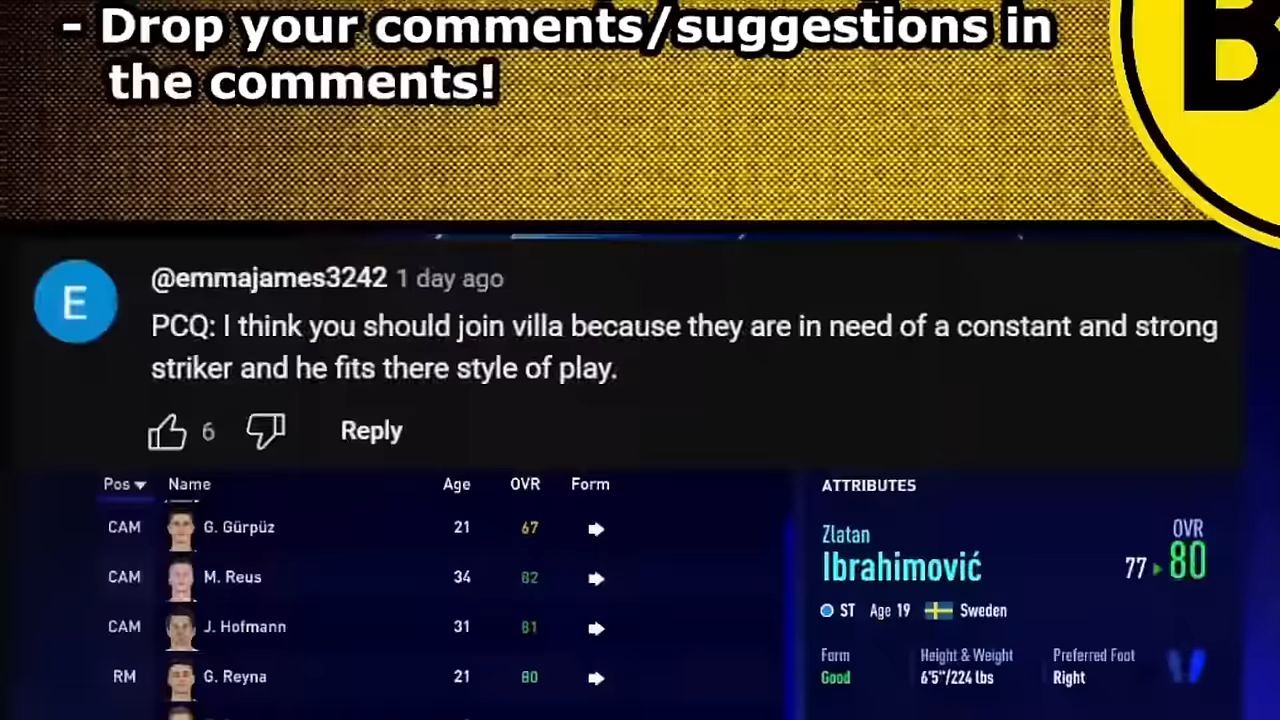 - Drop your comments/suggestions in
the comments!
B
E
@emmajames3242 1 day ago
PCQ: I think you should join villa because they are in need of a constant and strong
striker and he fits there style of play.
6
Reply
Pos Name Age OVR Form
CAM G. Gürpüz 21 67
CAM M. Reus 34 82
CAM J. Hofmann 31 81
RM G. Reyna 21 80
ATTRIBUTES
Zlatan
Ibrahimović
OVR
77 80
ST Age 19 Sweden
Form Height & Weight Preferred Foot
Good 6'5"/224 lbs Right